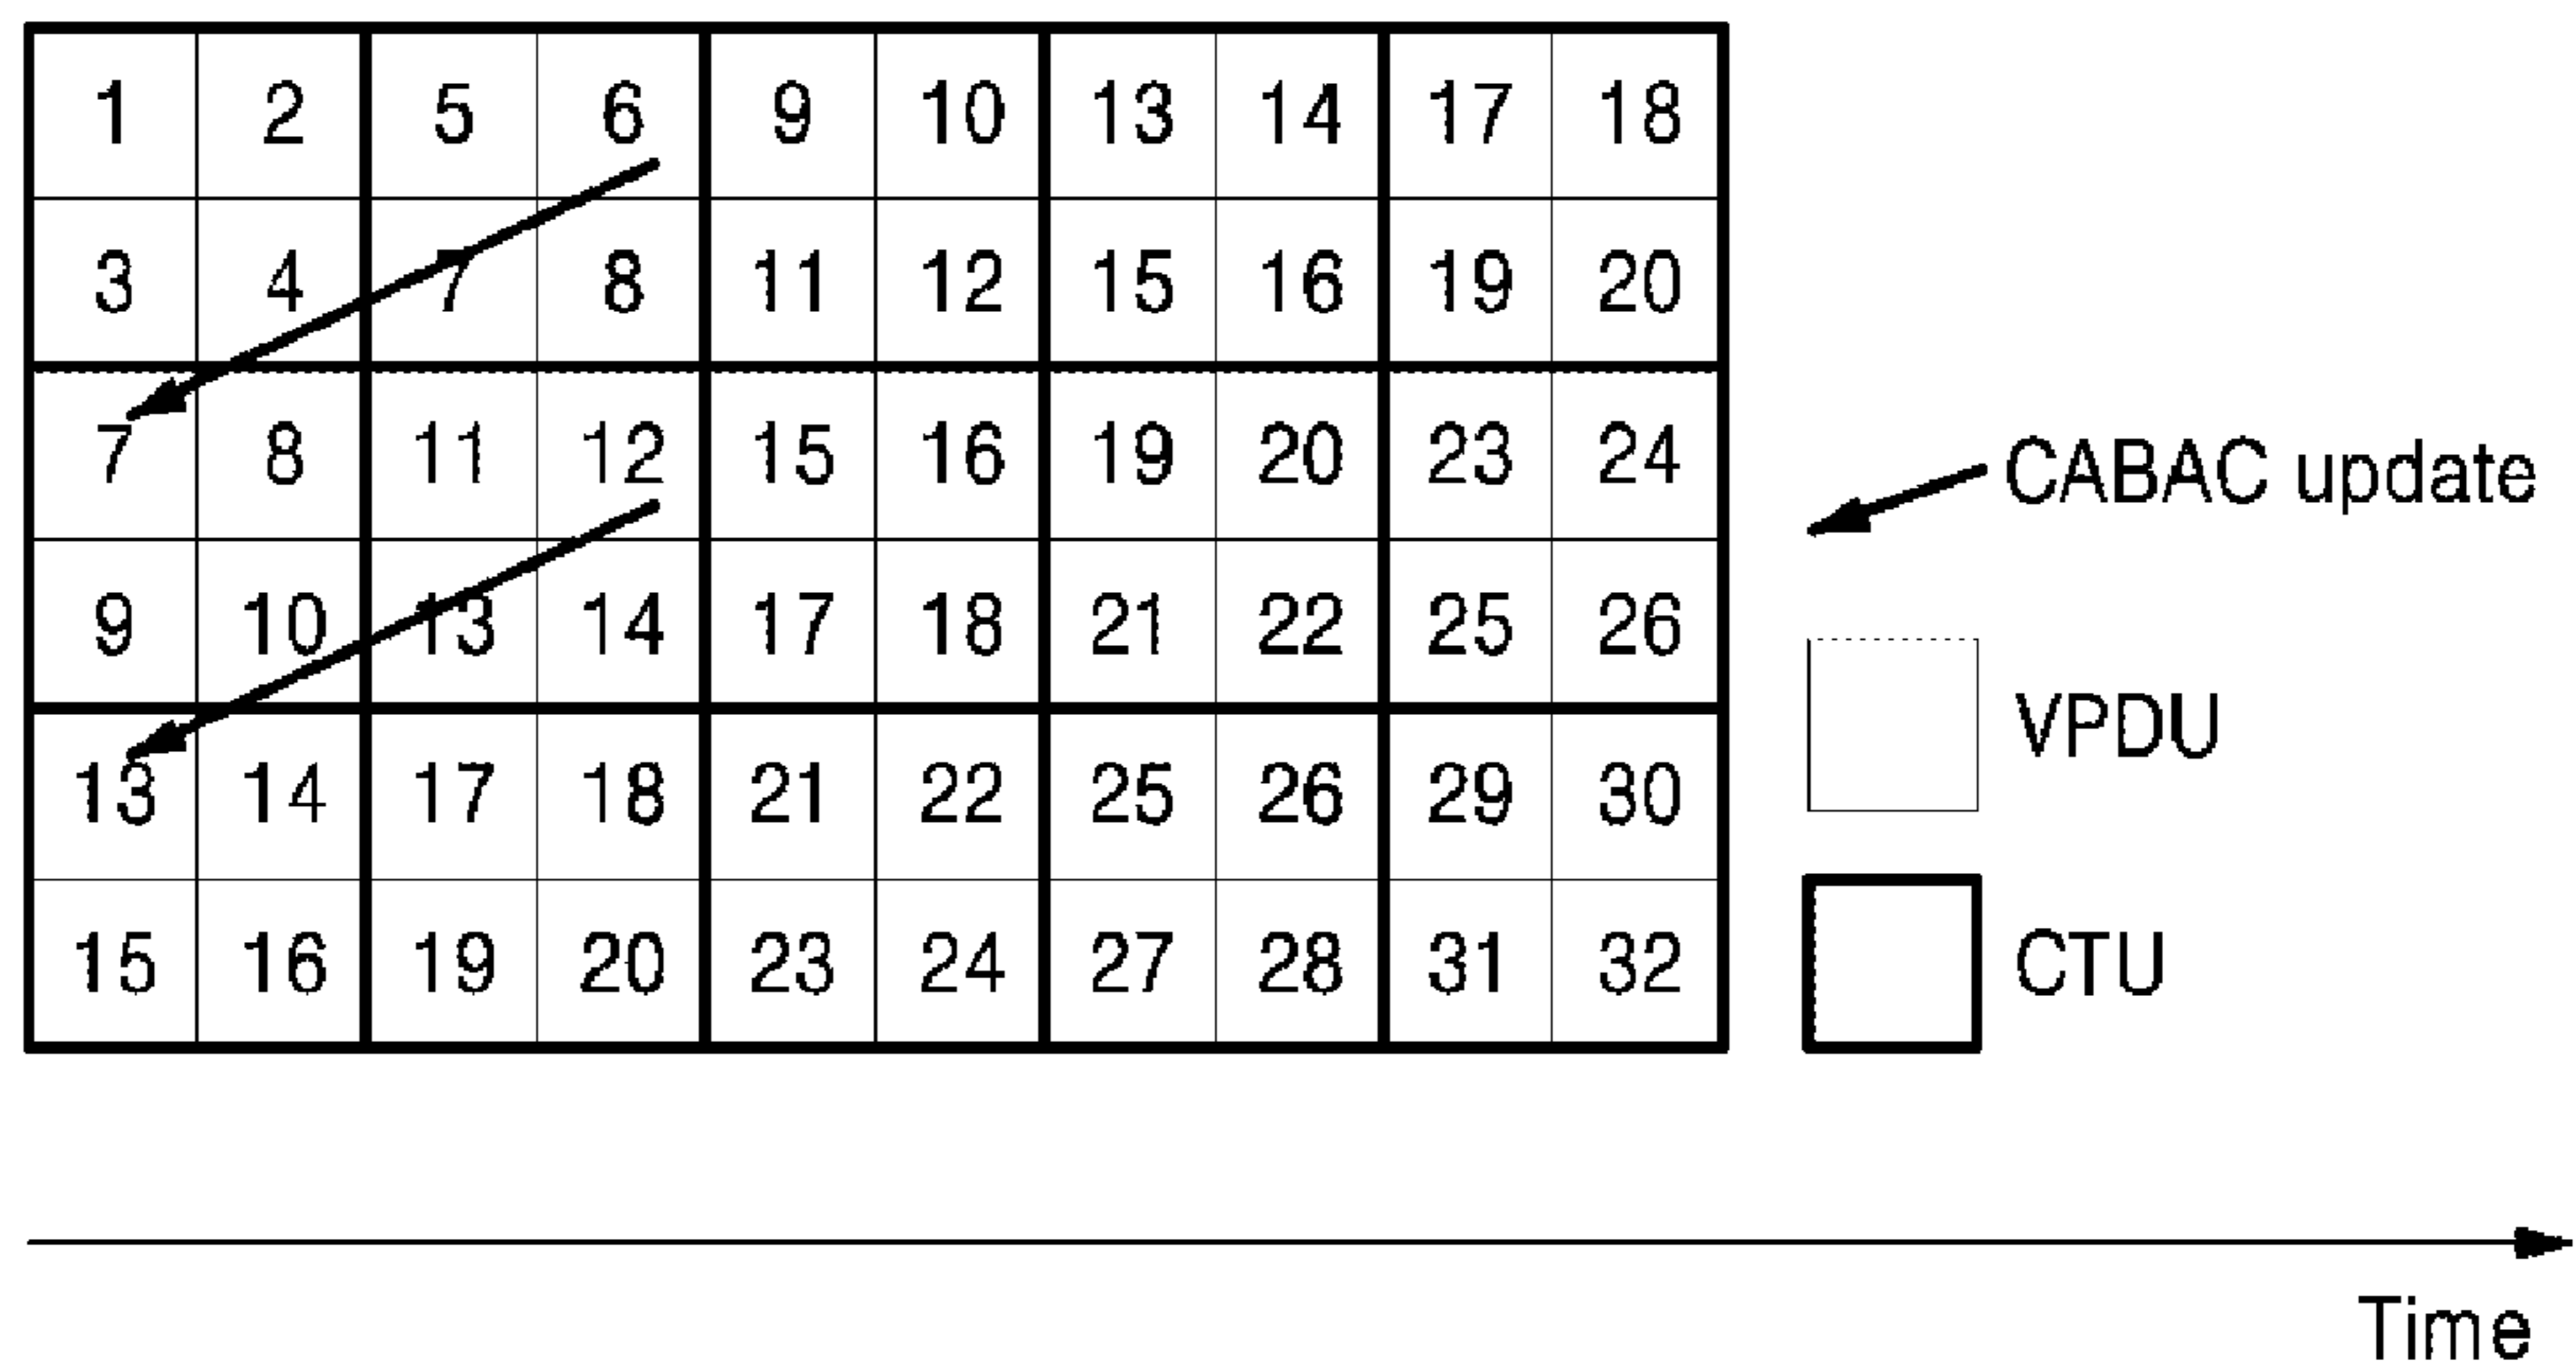 1 2 5 6 9 10 13 14 17 18
3 4 7 8 11 12 15 16 19 20
7 8 11 12 15 16 19 20 23 24
CABAC update
9 10 13 14 17 18 21 22 25 26
VPDU
13 14 17 18 21 22 25 26 29 30
15 16 19 20 23 24 27 28 31 32
CTU
Time